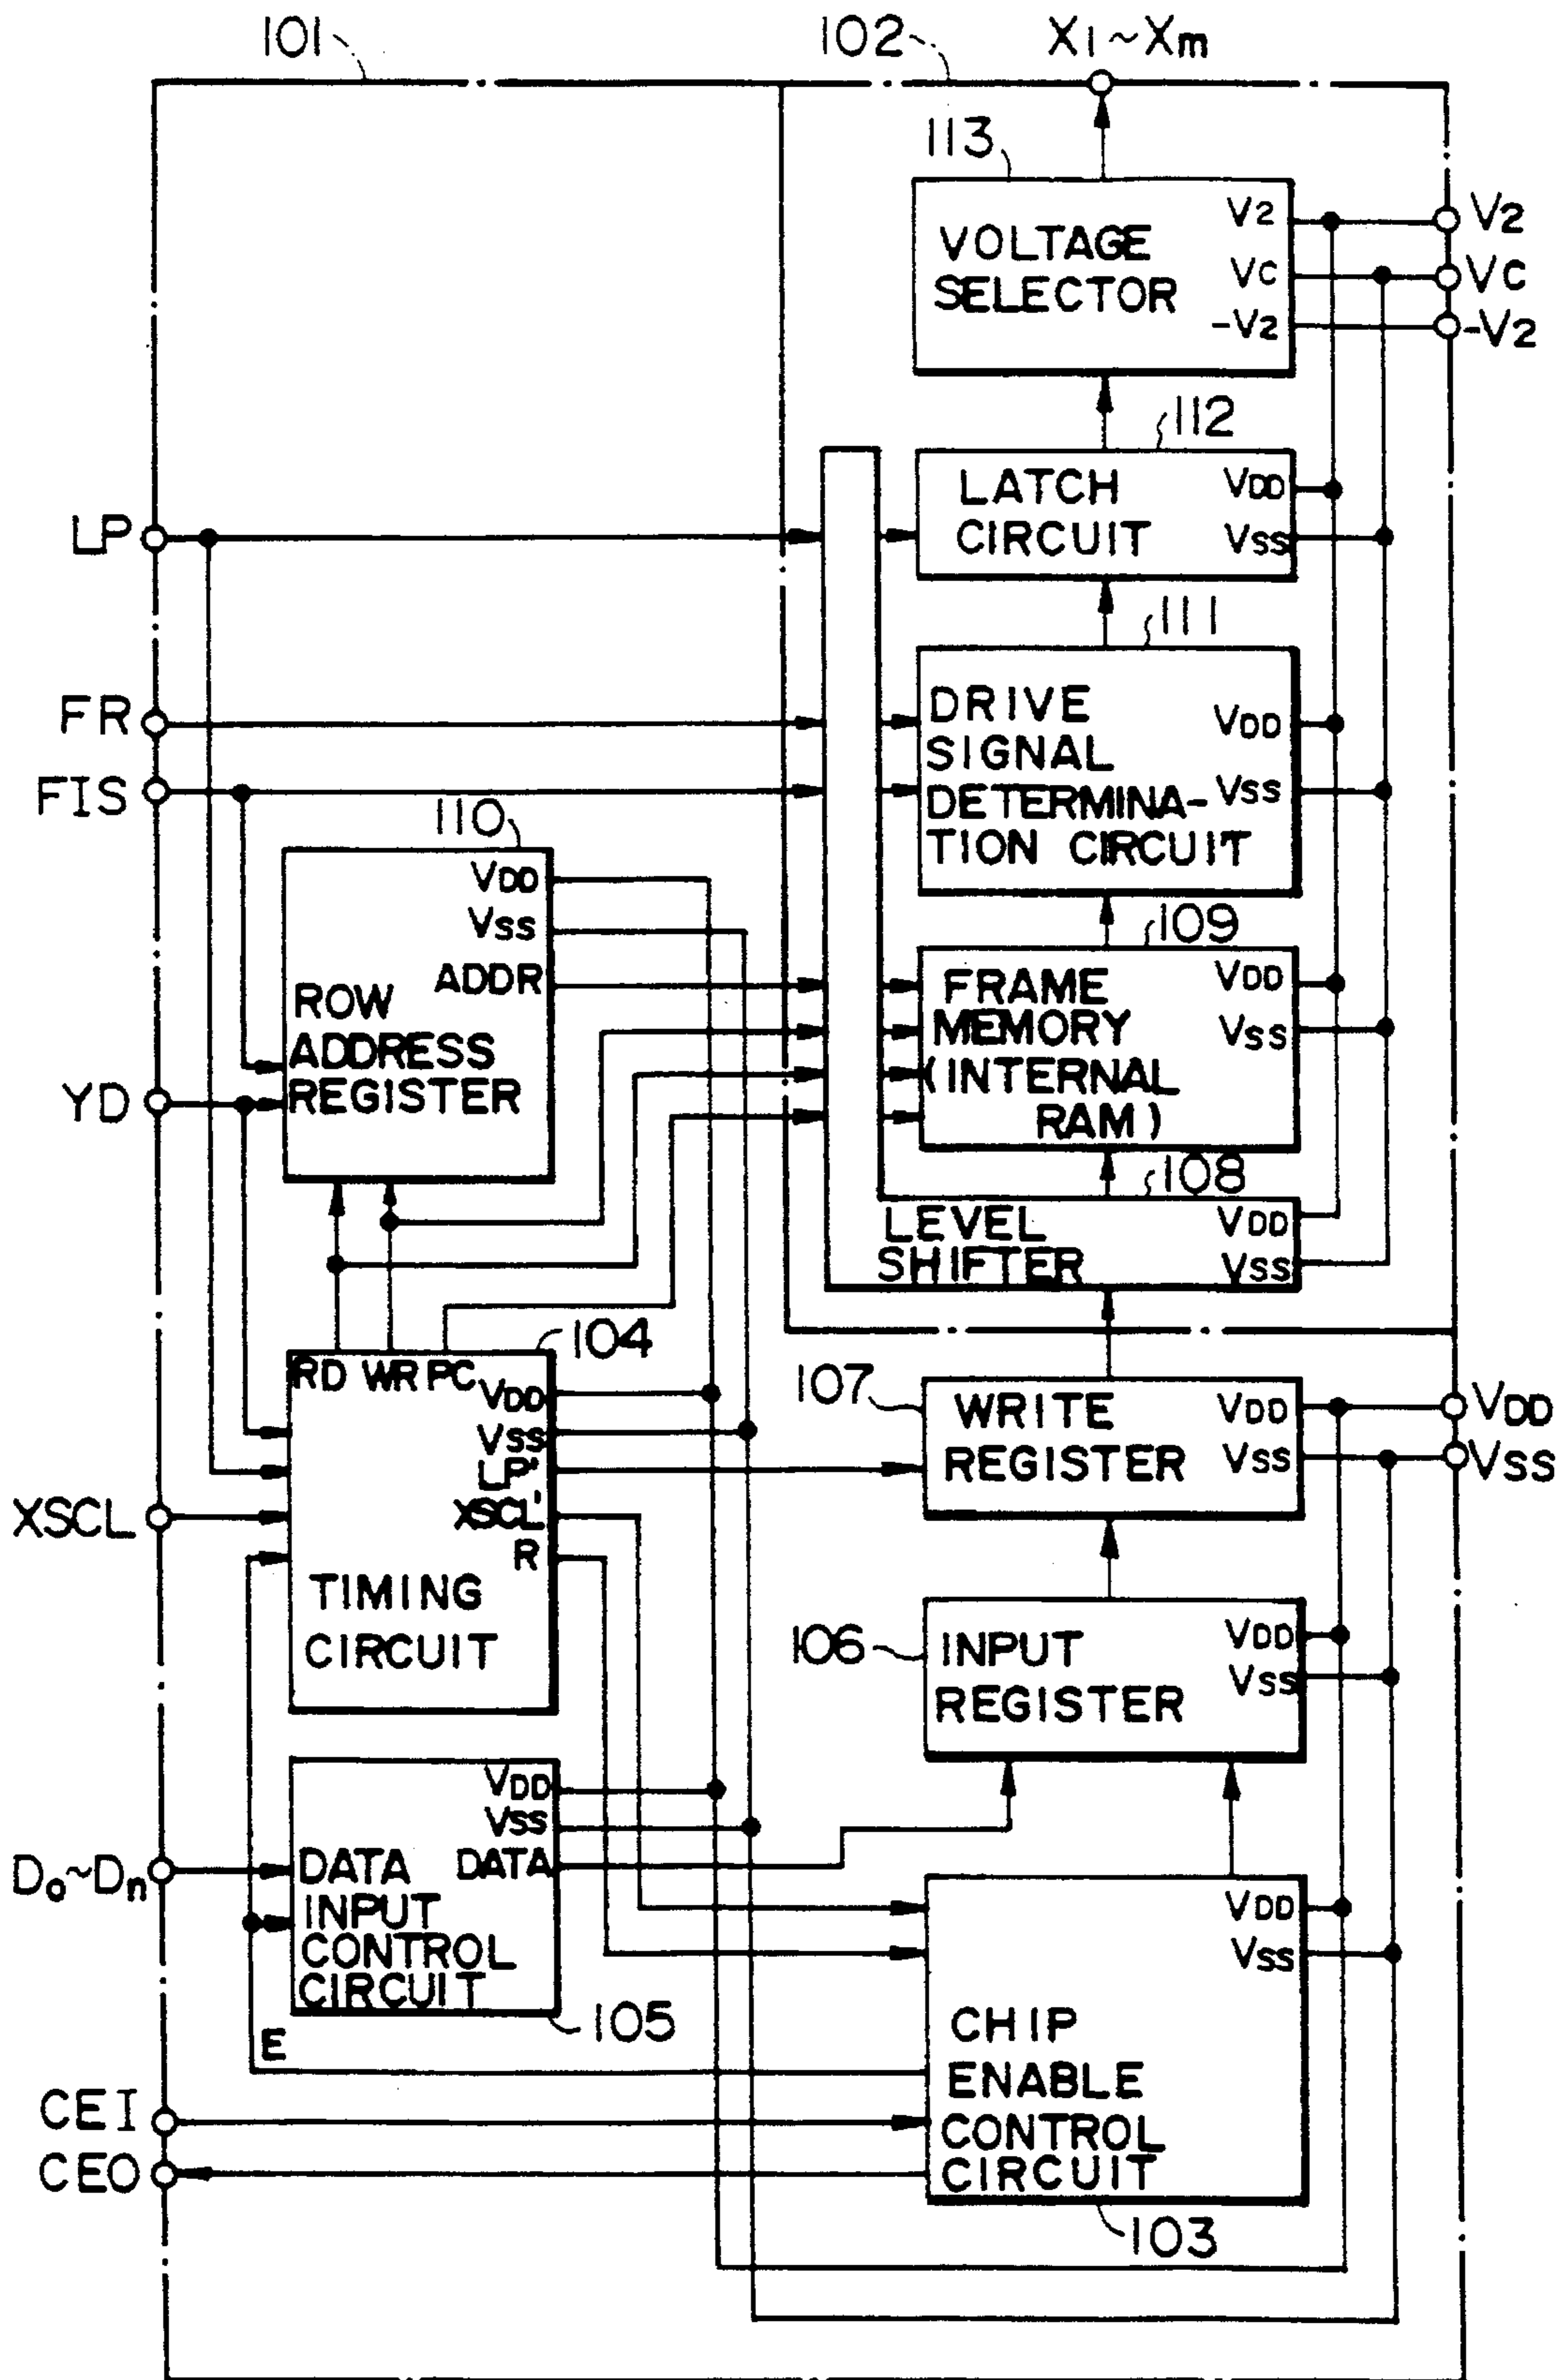 101
102
X1~Xm
113
VOLTAGE
SELECTOR
V2
VC
-V2
V2
VC
-V2
112
LATCH
CIRCUIT
VDD
VSS
LP
111
DRIVE
SIGNAL
DETERMINA-
TION CIRCUIT
VDD
VSS
FR
FIS
110
VDD
VSS
ADDR
ROW
ADDRESS
REGISTER
109
FRAME
MEMORY
(INTERNAL
RAM)
VDD
VSS
YD
108
LEVEL
SHIFTER
VDD
VSS
104
RD WR PC
VDD
VSS
LP'
XSCL'
R
TIMING
CIRCUIT
107
WRITE
REGISTER
VDD
VSS
VDD
VSS
XSCL
106
INPUT
REGISTER
VDD
VSS
VDD
VSS
DATA
DATA
INPUT
CONTROL
CIRCUIT
105
Do~Dn
E
VDD
VSS
CHIP
ENABLE
CONTROL
CIRCUIT
103
CEI
CEO